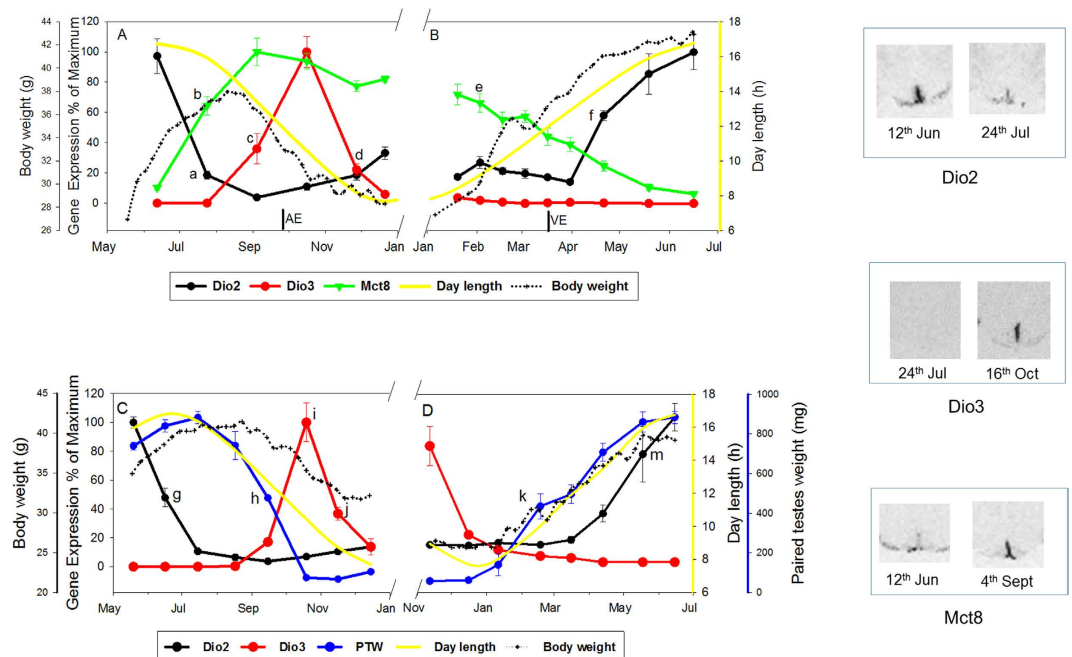 A
B
Body weight (g)
44
42
40
38
36
34
32
30
28
26
Gene Expression % of Maximum
120
100
80
60
40
20
0
a
b
c
d
e
f
AE
VE
May
Jul
Sep
Nov
Jan
Jan
Feb
Mar
Apr
May
Jun
Jul
18
16
14
12
10
8
6
Day length (h)
Dio2 Dio3 Mct8 Day length Body weight
12th Jun 24th Jul
Dio2
24th Jul 16th Oct
Dio3
12th Jun 4th Sept
Mct8
C
D
Body weight (g)
45
40
35
30
25
20
Gene Expression % of Maximum
120
100
80
60
40
20
0
g
h
i
j
k
m
May
Jul
Sep
Nov
Jan
Nov
Jan
Mar
May
Jul
18
16
14
12
10
8
6
Day length (h)
1000
800
600
400
200
0
Paired testes weight (mg)
Dio2 Dio3 PTW Day length Body weight